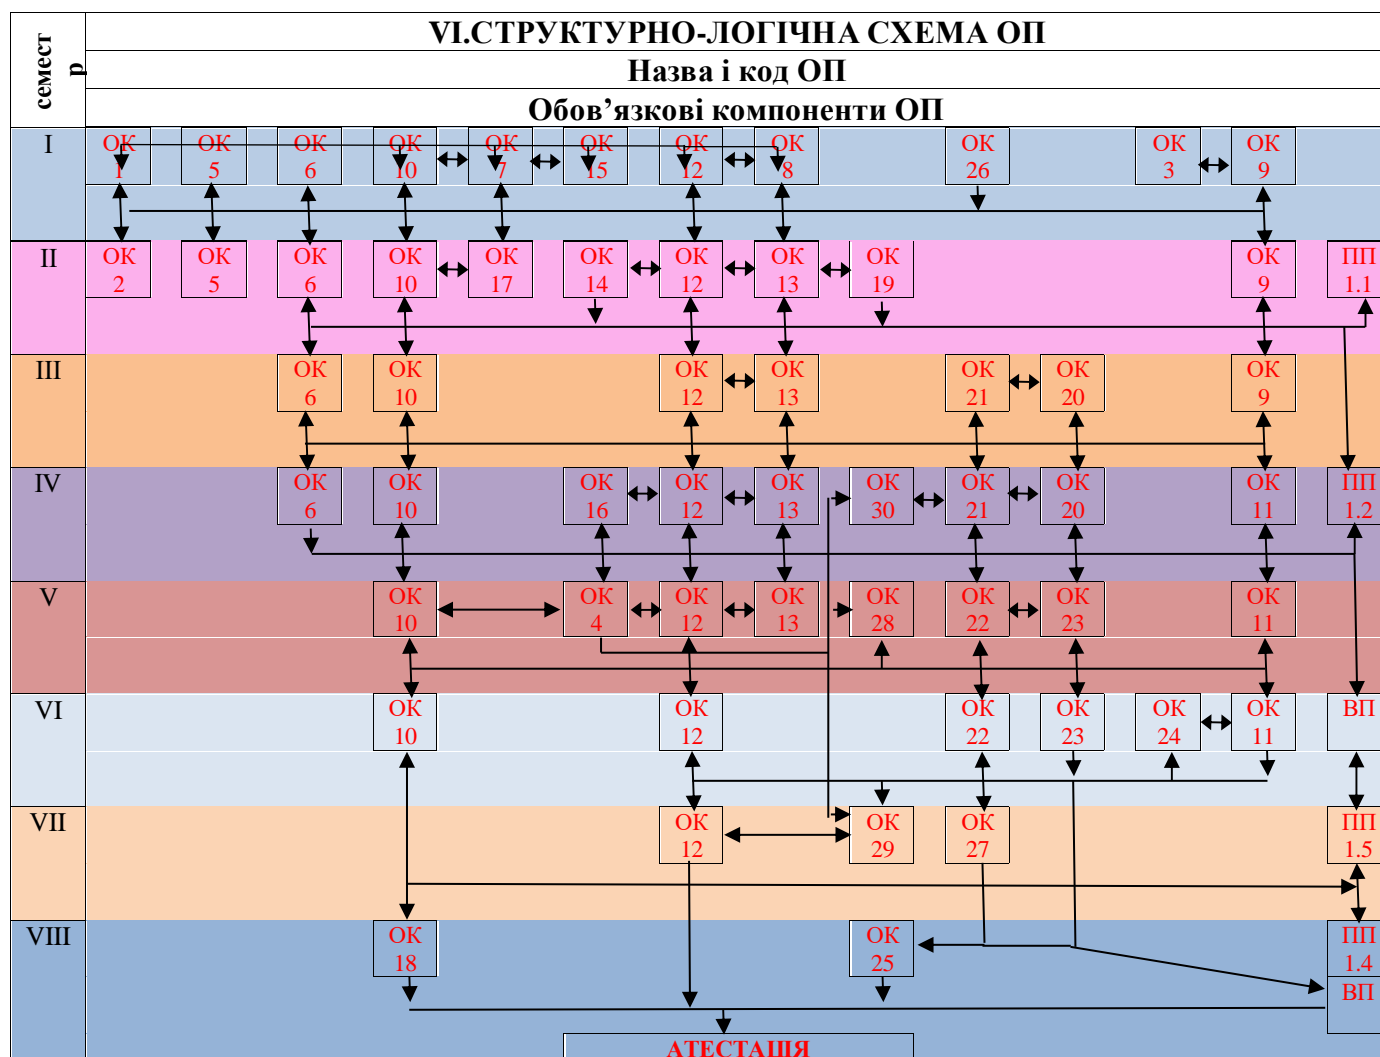 семест
р
VI.СТРУКТУРНО-ЛОГІЧНА СХЕМА ОП
Назва і код ОП
Обов’язкові компоненти ОП
I
ОК 1
ОК 5
ОК 6
ОК 10
ОК 7
ОК 15
ОК 12
ОК 8
ОК 26
ОК 3
ОК 9
II
ОК 2
ОК 5
ОК 6
ОК 10
ОК 17
ОК 14
ОК 12
ОК 13
ОК 19
ОК 9
ПП 1.1
III
ОК 6
ОК 10
ОК 12
ОК 13
ОК 21
ОК 20
ОК 9
IV
ОК 6
ОК 10
ОК 16
ОК 12
ОК 13
ОК 30
ОК 21
ОК 20
ОК 11
ПП 1.2
V
ОК 10
ОК 4
ОК 12
ОК 13
ОК 28
ОК 22
ОК 23
ОК 11
VI
ОК 10
ОК 12
ОК 22
ОК 23
ОК 24
ОК 11
ВП
VII
ОК 12
ОК 29
ОК 27
ПП 1.5
VIII
ОК 18
ОК 25
ПП 1.4
ВП
АТЕСТАЦІЯ